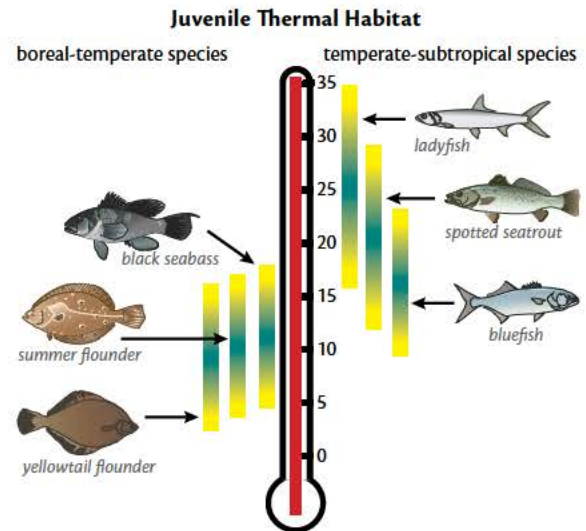 Juvenile Thermal Habitat
boreal-temperate species
temperate-subtropical species
35
30
25
20
15
10
5
0
ladyfish
spotted seatrout
bluefish
black seabass
summer flounder
yellowtail flounder